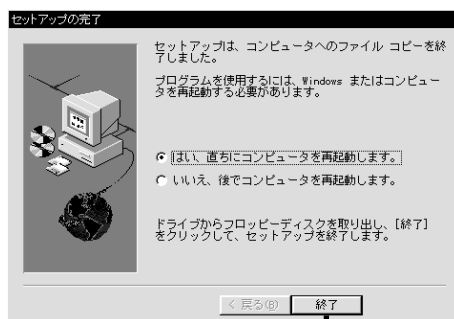 セットアップの完了
セットアップは、コンピュータへのファイル コピーを終
了しました。
プログラムを使用するには、Windows またはコンピュー
タを再起動する必要があります。
はい、直ちにコンピュータを再起動します。
いいえ、後でコンピュータを再起動します。
ドライブからフロッピーディスクを取り出し、[終了]
をクリックして、セットアップを終了します。
< 戻る(B)
終了